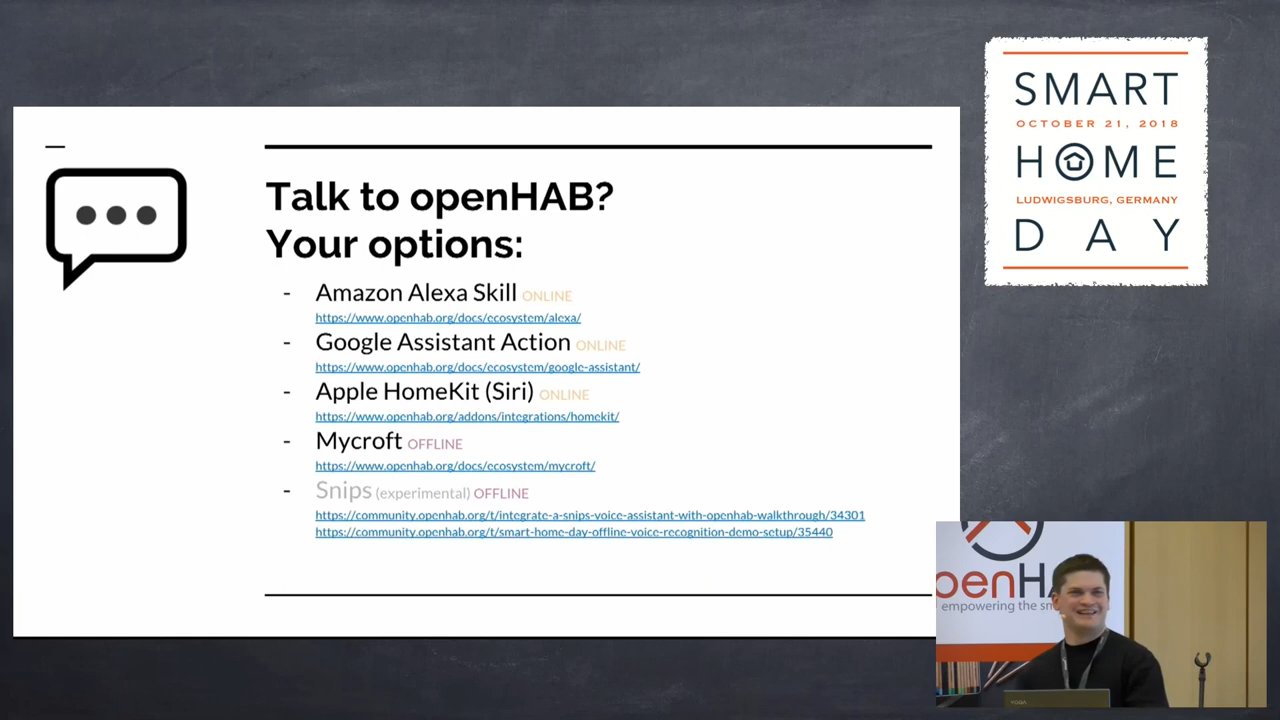 Talk to openHAB?
Your options:
- Amazon Alexa Skill ONLINE
https://www.openhab.org/docs/ecosystem/alexa/
- Google Assistant Action ONLINE
https://www.openhab.org/docs/ecosystem/google-assistant/
- Apple HomeKit (Siri) ONLINE
https://www.openhab.org/addons/integrations/homekit/
- Mycroft OFFLINE
https://www.openhab.org/docs/ecosystem/mycroft/
- Snips (experimental) OFFLINE
https://community.openhab.org/t/integrate-a-snips-voice-assistant-with-openhab-walkthrough/34301
https://community.openhab.org/t/smart-home-day-offline-voice-recognition-demo-setup/35440
SMART
OCTOBER 21, 2018
HOME
LUDWIGSBURG, GERMANY
DAY
penHA
empowering the sm
YOGA